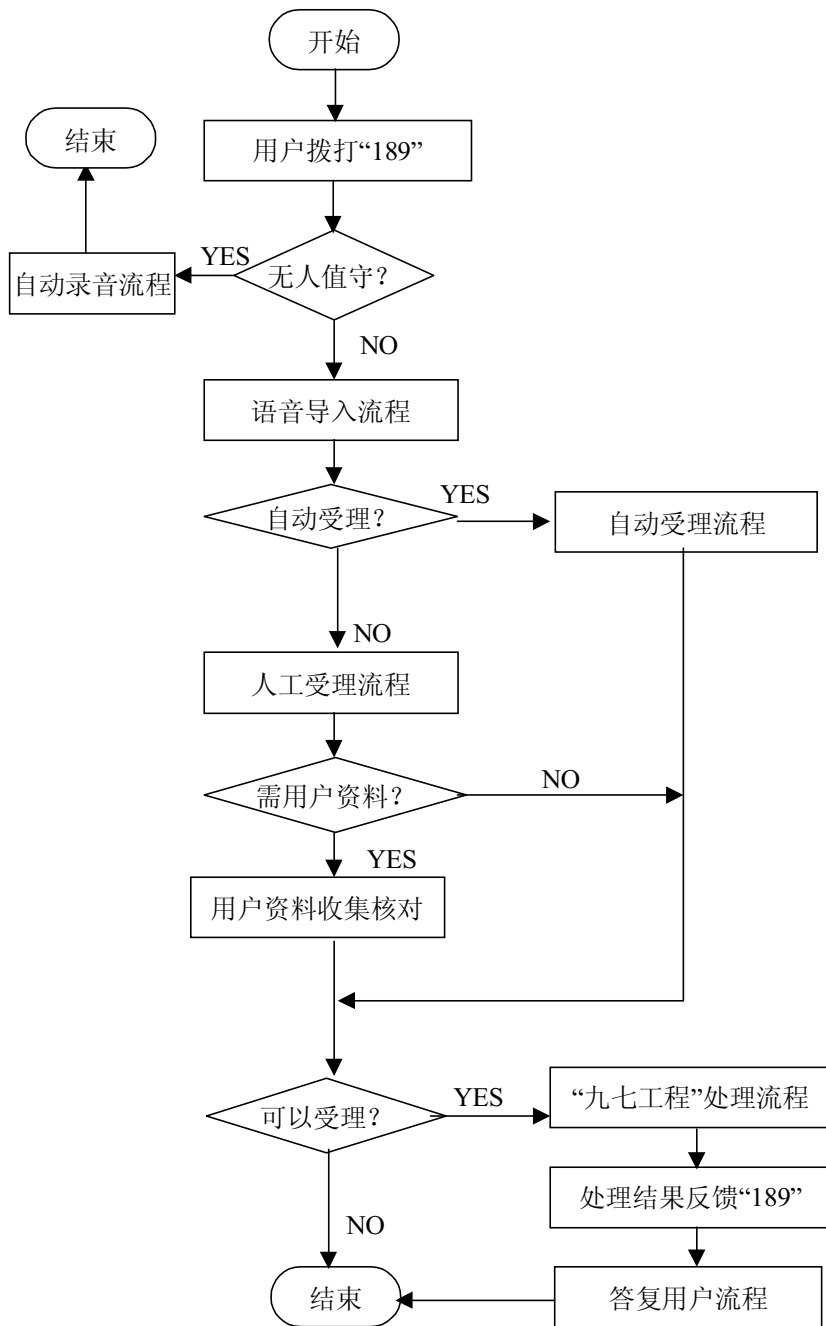 开始
结束
用户拨打“189”
YES
无人值守？
自动录音流程
NO
语音导入流程
YES
自动受理？
自动受理流程
NO
人工受理流程
需用户资料？
NO
YES
用户资料收集核对
可以受理？
YES
“九七工程”处理流程
处理结果反馈“189”
NO
结束
答复用户流程